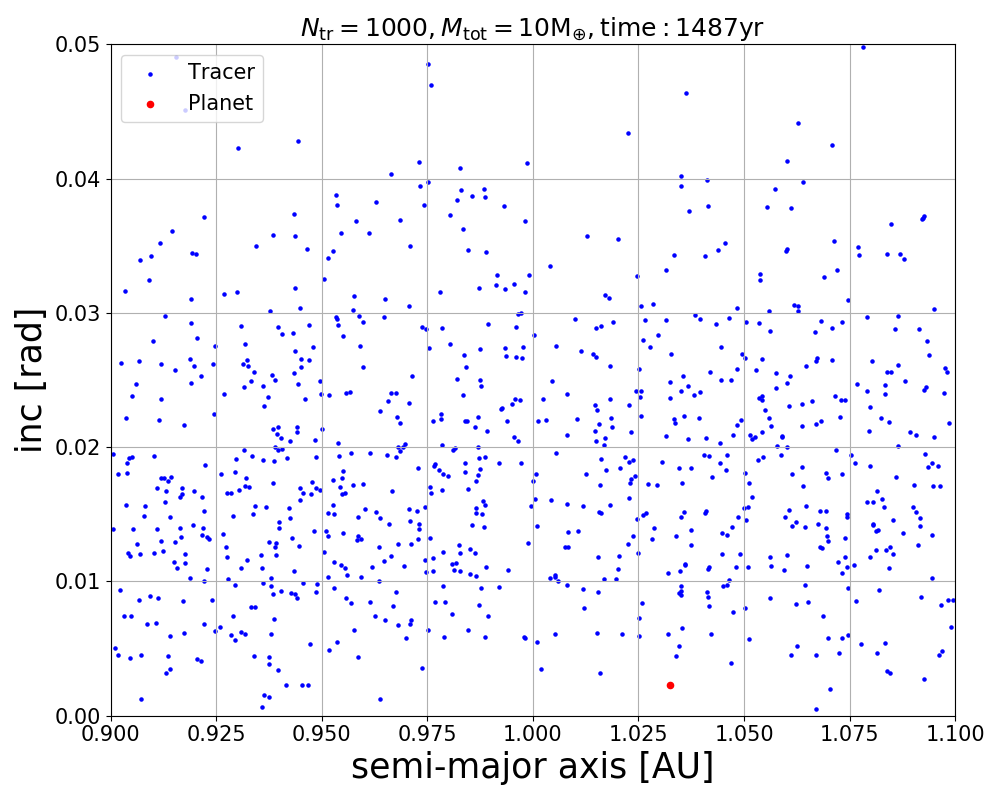 N_tr = 1000, M_tot = 10M_⊕, time : 1487yr
Tracer
Planet
0.05
0.04
0.03
0.02
0.01
0.00
inc [rad]
0.900 0.925 0.950 0.975 1.000 1.025 1.050 1.075 1.100
semi-major axis [AU]